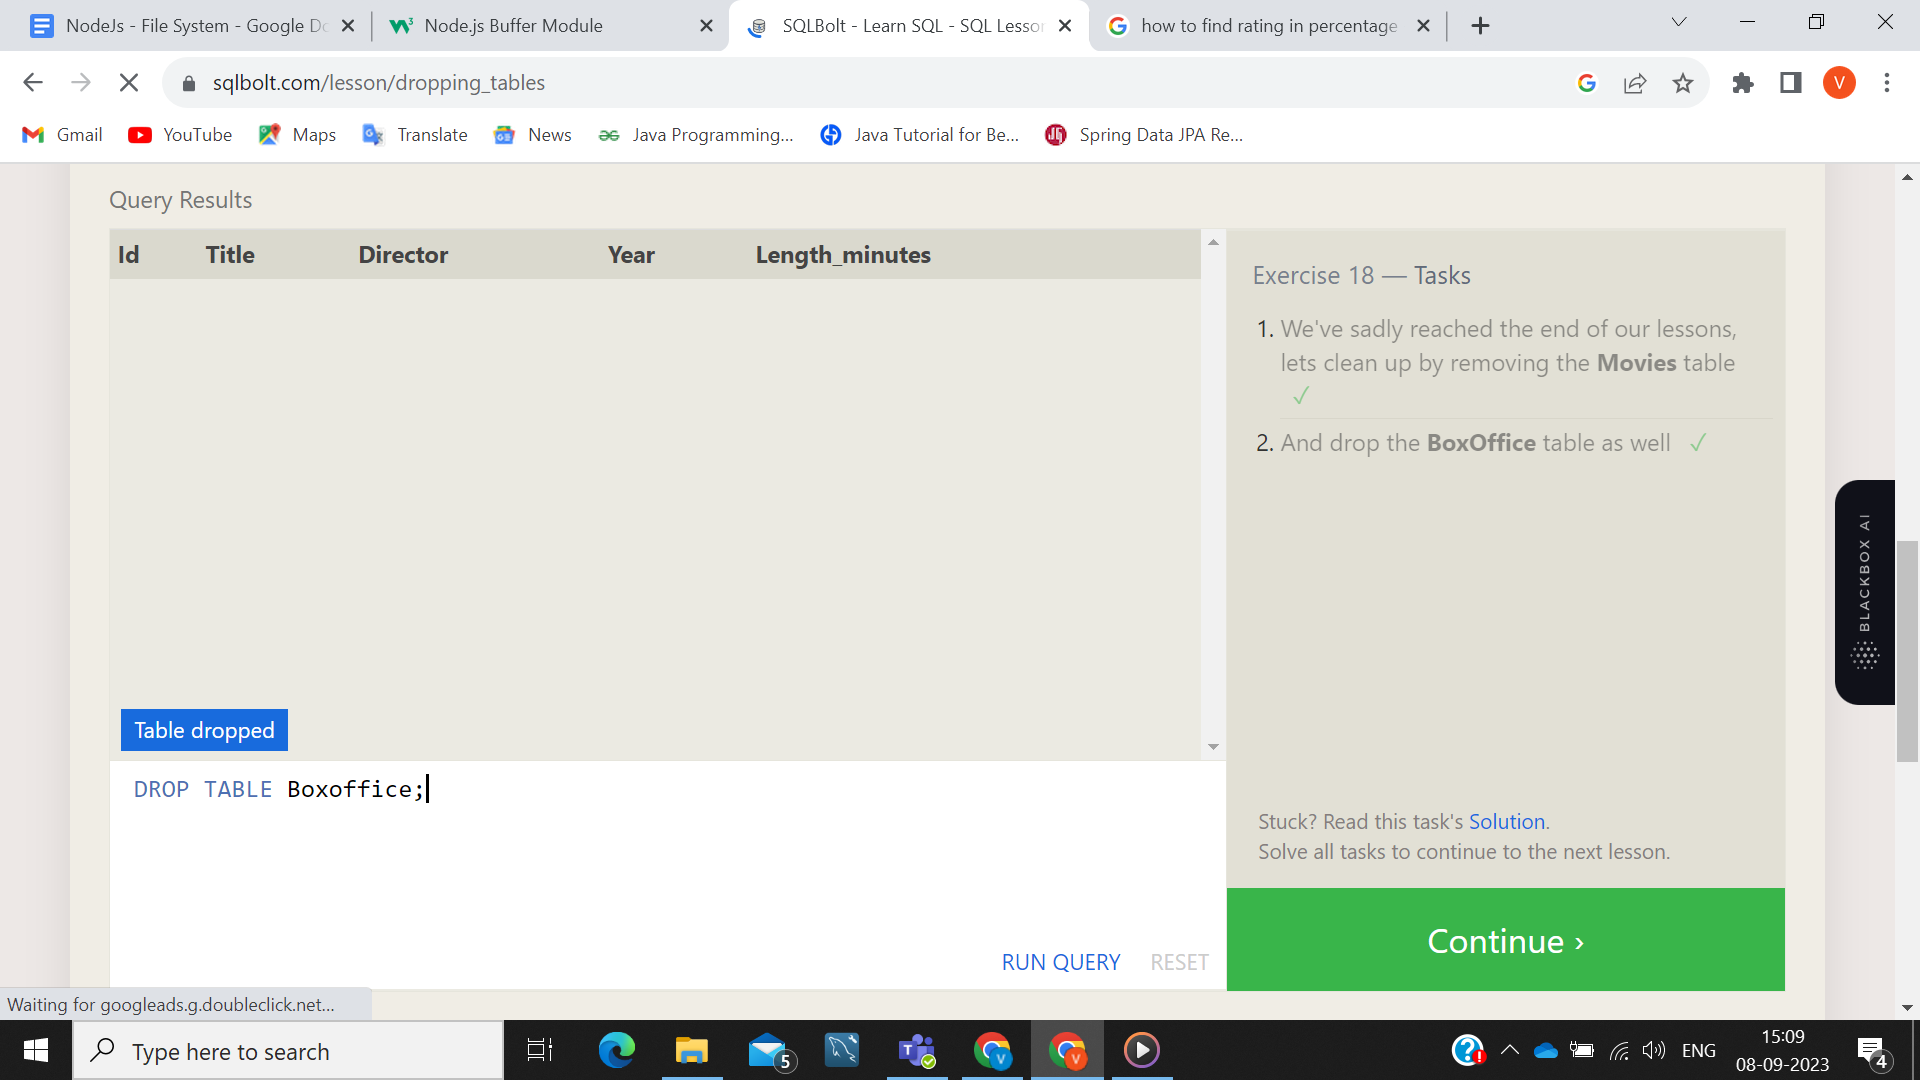 NodeJs - File System - Google Do
Node.js Buffer Module
SQLBolt - Learn SQL - SQL Lesson
how to find rating in percentage
sqlbolt.com/lesson/dropping_tables
V
Gmail
YouTube
Maps
Translate
News
Java Programming...
Java Tutorial for Be...
Spring Data JPA Re...
Query Results
Id Title Director Year Length_minutes
Exercise 18 — Tasks
1. We've sadly reached the end of our lessons,
lets clean up by removing the Movies table
✓
2. And drop the BoxOffice table as well ✓
BLACKBOX AI
Table dropped
DROP TABLE Boxoffice;
Stuck? Read this task's Solution.
Solve all tasks to continue to the next lesson.
RUN QUERY RESET
Continue ›
Waiting for googleads.g.doubleclick.net...
Type here to search
5
V
V
ENG
15:09
08-09-2023
4